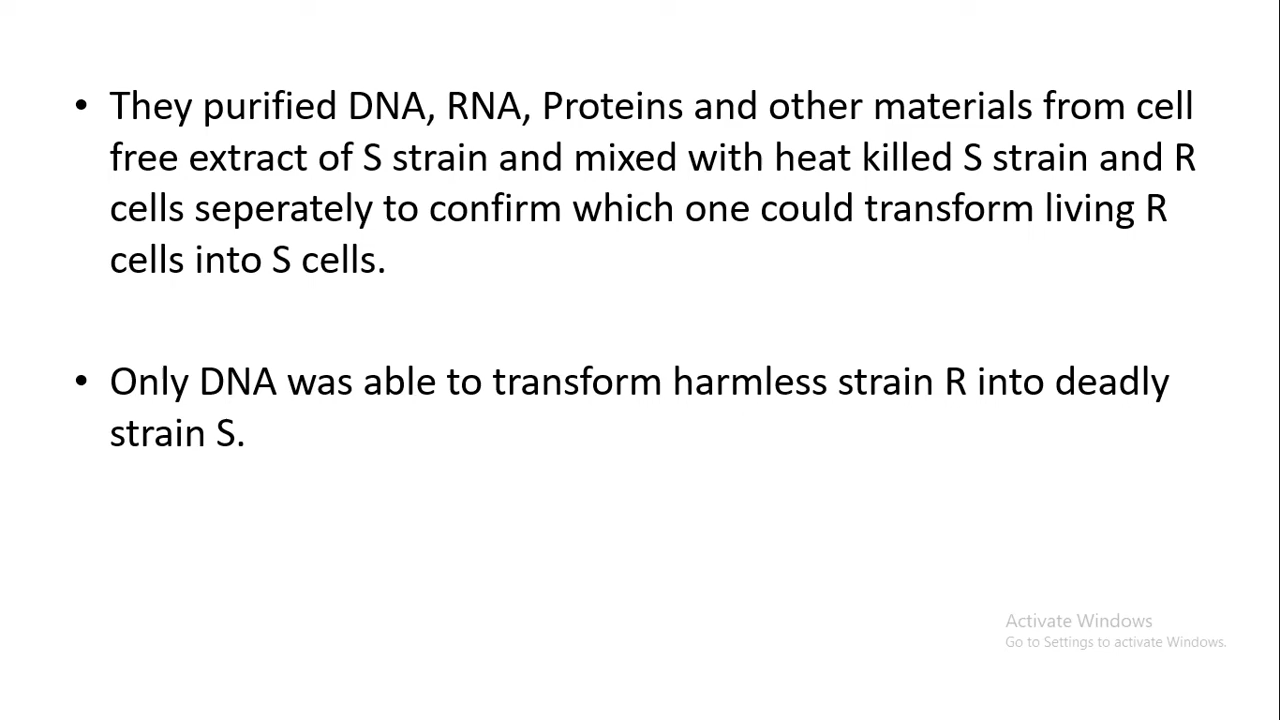 • They purified DNA, RNA, Proteins and other materials from cell
free extract of S strain and mixed with heat killed S strain and R
cells seperately to confirm which one could transform living R
cells into S cells.
• Only DNA was able to transform harmless strain R into deadly
strain S.
Activate Windows
Go to Settings to activate Windows.